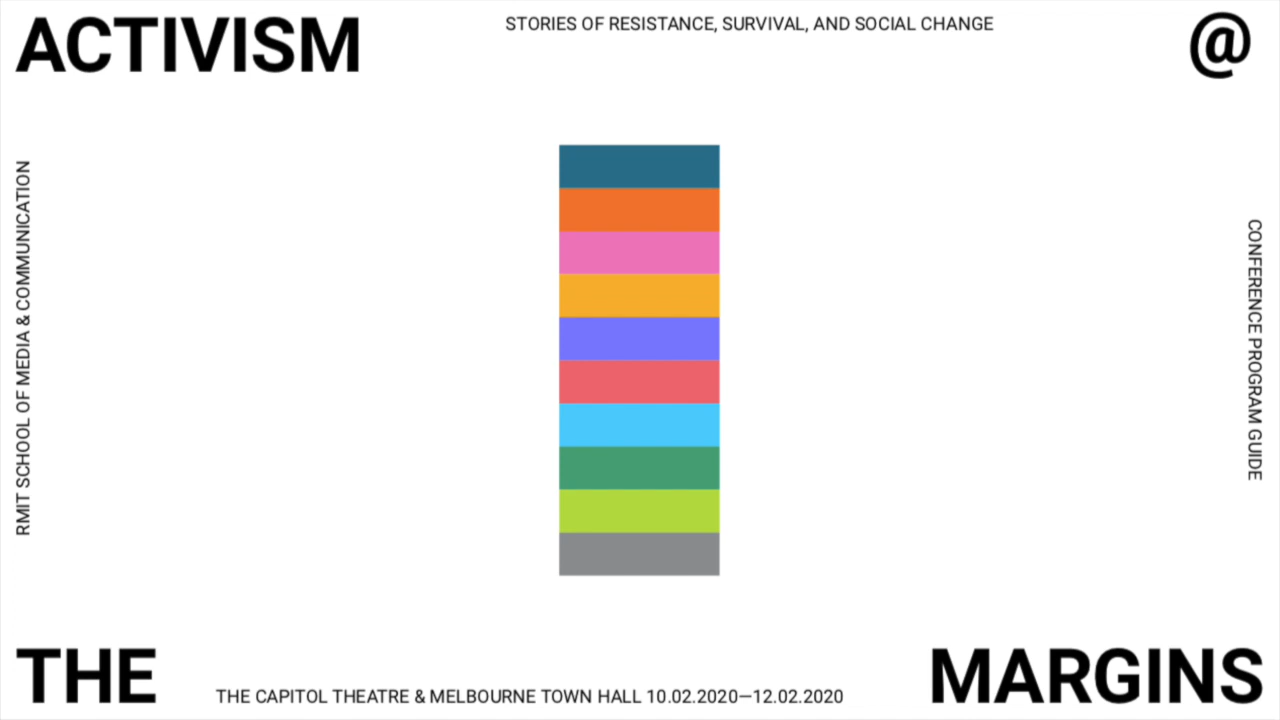 ACTIVISM
STORIES OF RESISTANCE, SURVIVAL, AND SOCIAL CHANGE
@
RMIT SCHOOL OF MEDIA & COMMUNICATION
CONFERENCE PROGRAM GUIDE
THE
THE CAPITOL THEATRE & MELBOURNE TOWN HALL 10.02.2020—12.02.2020
MARGINS